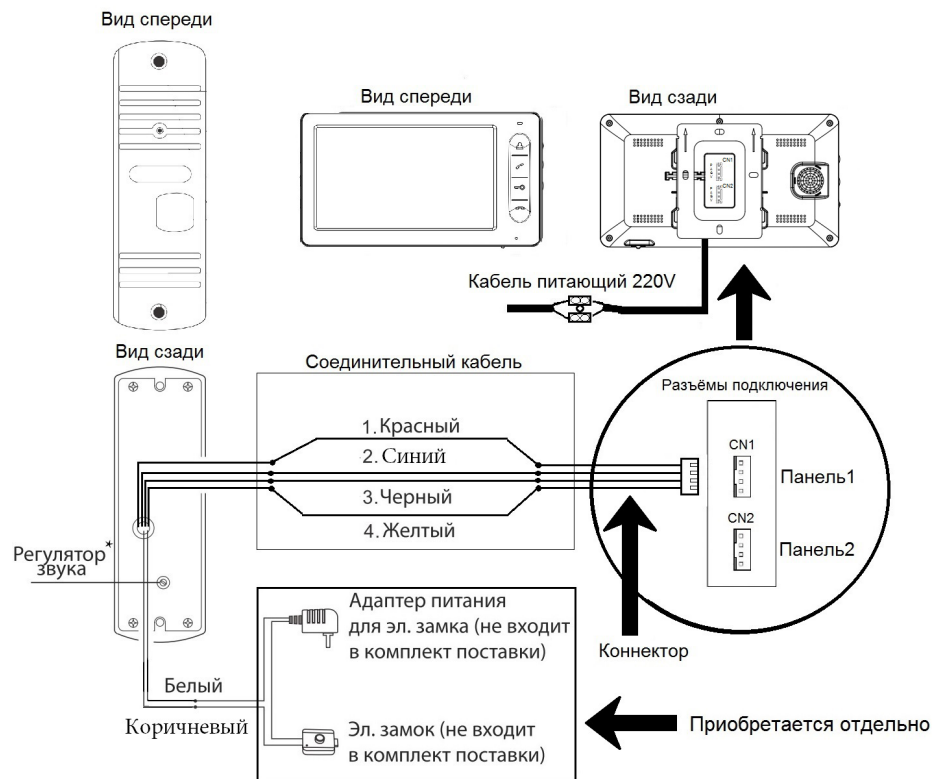 Вид спереди
Вид спереди
Вид сзади
CN1
CN2
Кабель питающий 220V
Вид сзади
Соединительный кабель
Разъёмы подключения
1. Красный
2. Синий
3. Черный
4. Желтый
CN1
Панель1
CN2
Панель2
Регулятор*
звука
Коннектор
Адаптер питания
для эл. замка (не входит
в комплект поставки)
Белый
Коричневый
Эл. замок (не входит
в комплект поставки)
Приобретается отдельно